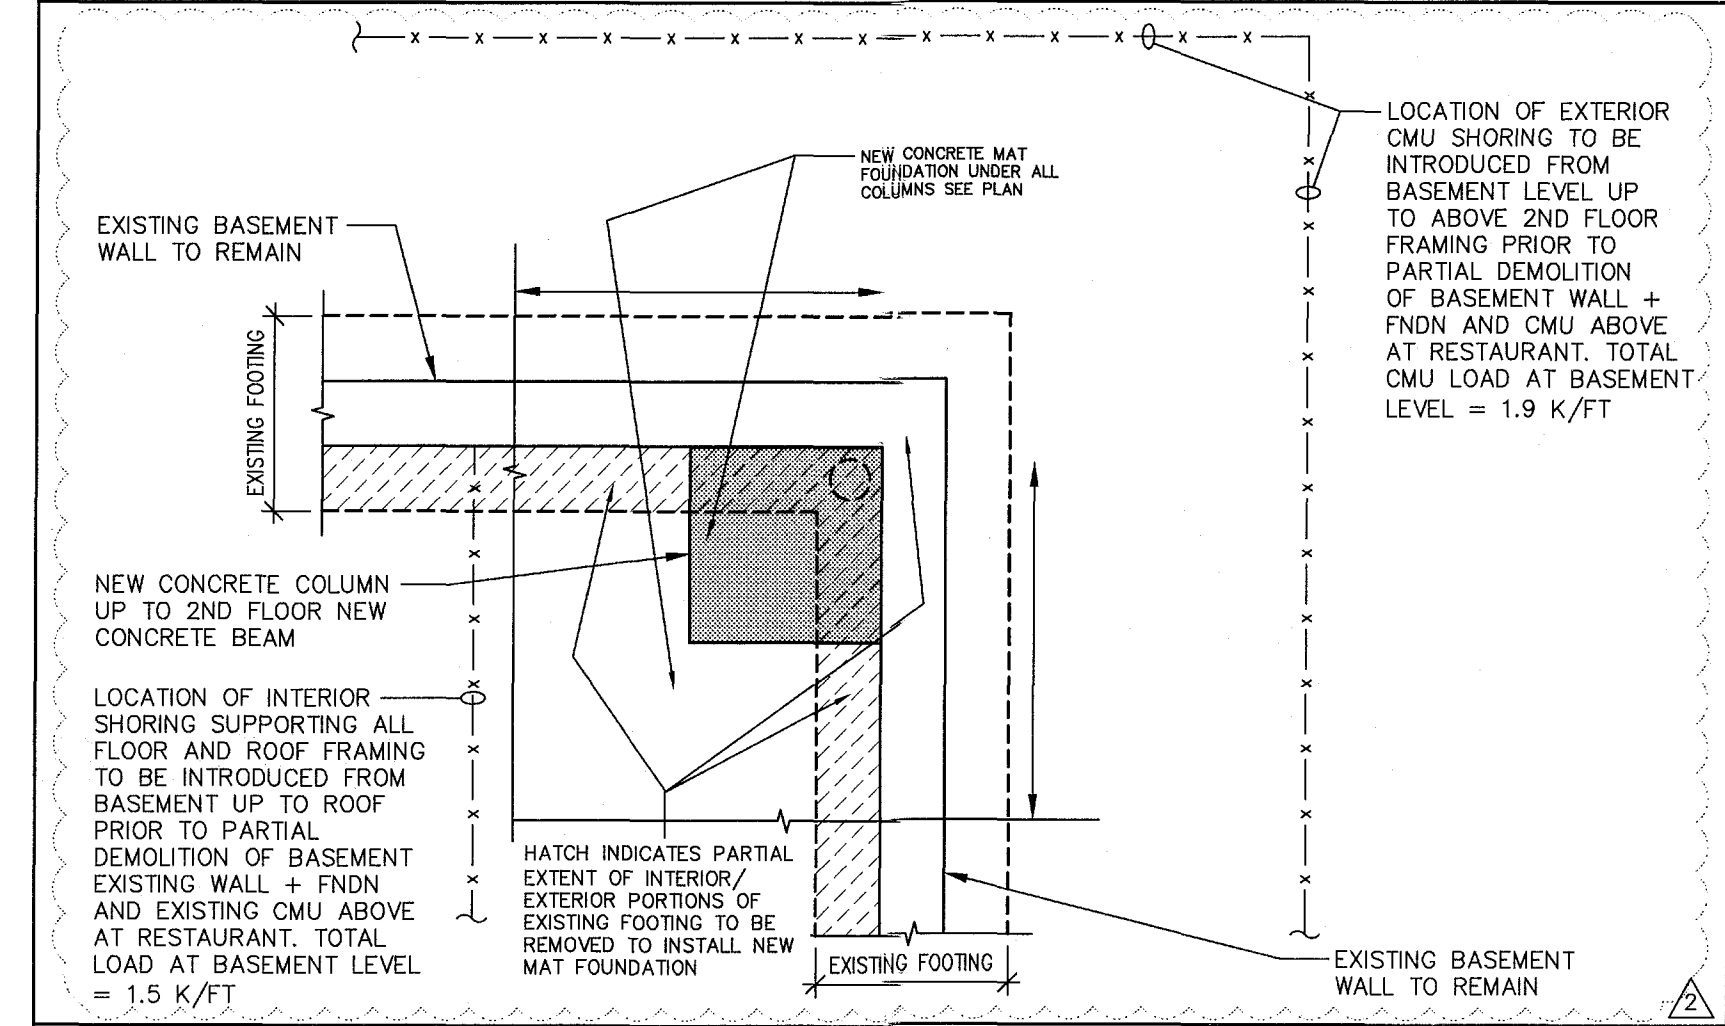 NEW CONCRETE MAT
FOUNDATION UNDER ALL
COLUMNS SEE PLAN
LOCATION OF EXTERIOR
CMU SHORING TO BE
INTRODUCED FROM
BASEMENT LEVEL UP
TO ABOVE 2ND FLOOR
FRAMING PRIOR TO
PARTIAL DEMOLITION
OF BASEMENT WALL +
FNDN AND CMU ABOVE
AT RESTAURANT. TOTAL
CMU LOAD AT BASEMENT
LEVEL = 1.9 K/FT
EXISTING BASEMENT
WALL TO REMAIN
EXISTING FOOTING
NEW CONCRETE COLUMN
UP TO 2ND FLOOR NEW
CONCRETE BEAM
LOCATION OF INTERIOR
SHORING SUPPORTING ALL
FLOOR AND ROOF FRAMING
TO BE INTRODUCED FROM
BASEMENT UP TO ROOF
PRIOR TO PARTIAL
DEMOLITION OF BASEMENT
EXISTING WALL + FNDN
AND EXISTING CMU ABOVE
AT RESTAURANT. TOTAL
LOAD AT BASEMENT LEVEL
= 1.5 K/FT
HATCH INDICATES PARTIAL
EXTENT OF INTERIOR/
EXTERIOR PORTIONS OF
EXISTING FOOTING TO BE
REMOVED TO INSTALL NEW
MAT FOUNDATION
EXISTING FOOTING
EXISTING BASEMENT
WALL TO REMAIN
2